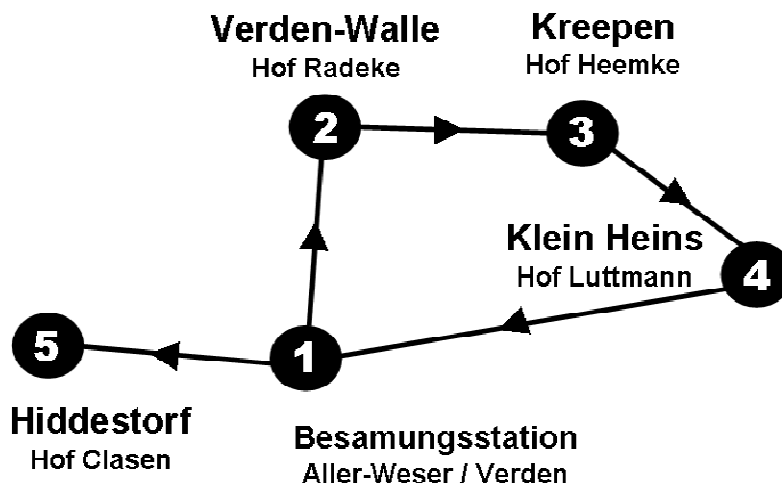 Verden-Walle
Hof Radeke
Kreepen
Hof Heemke
2
3
Klein Heins
Hof Luttmann
4
5
1
Hiddestorf
Hof Clasen
Besamungsstation
Aller-Weser / Verden